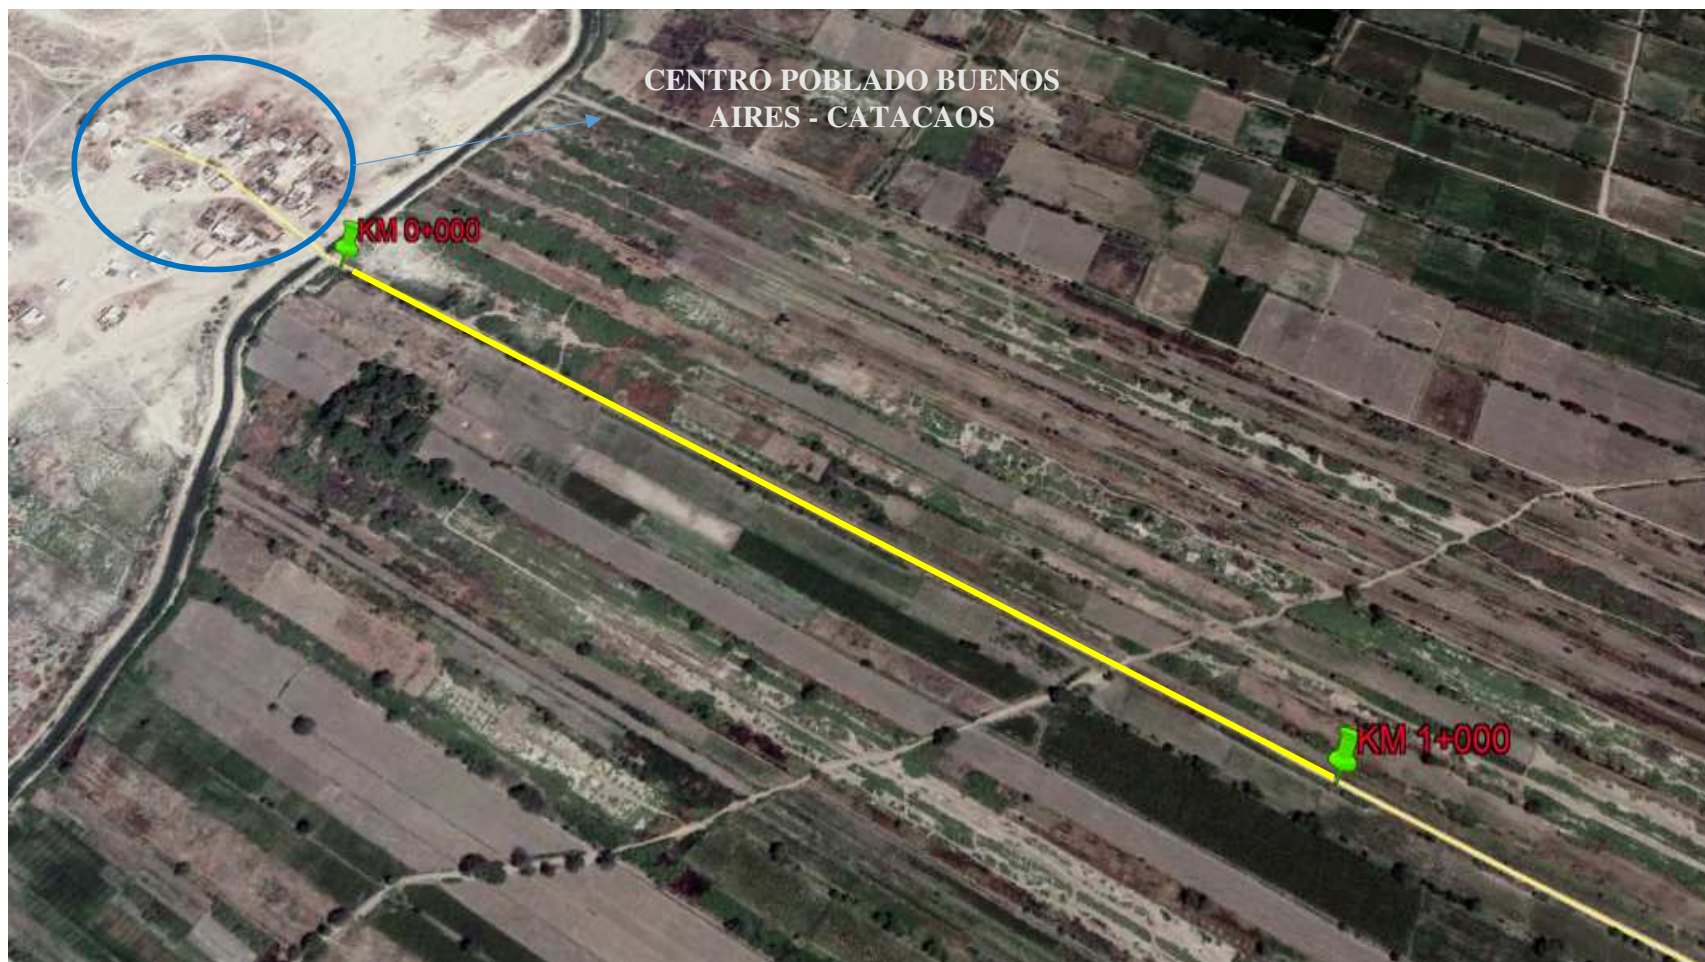 CENTRO POBLADO BUENOS
AIRES - CATACAOS
KM 0+000
KM 1+000